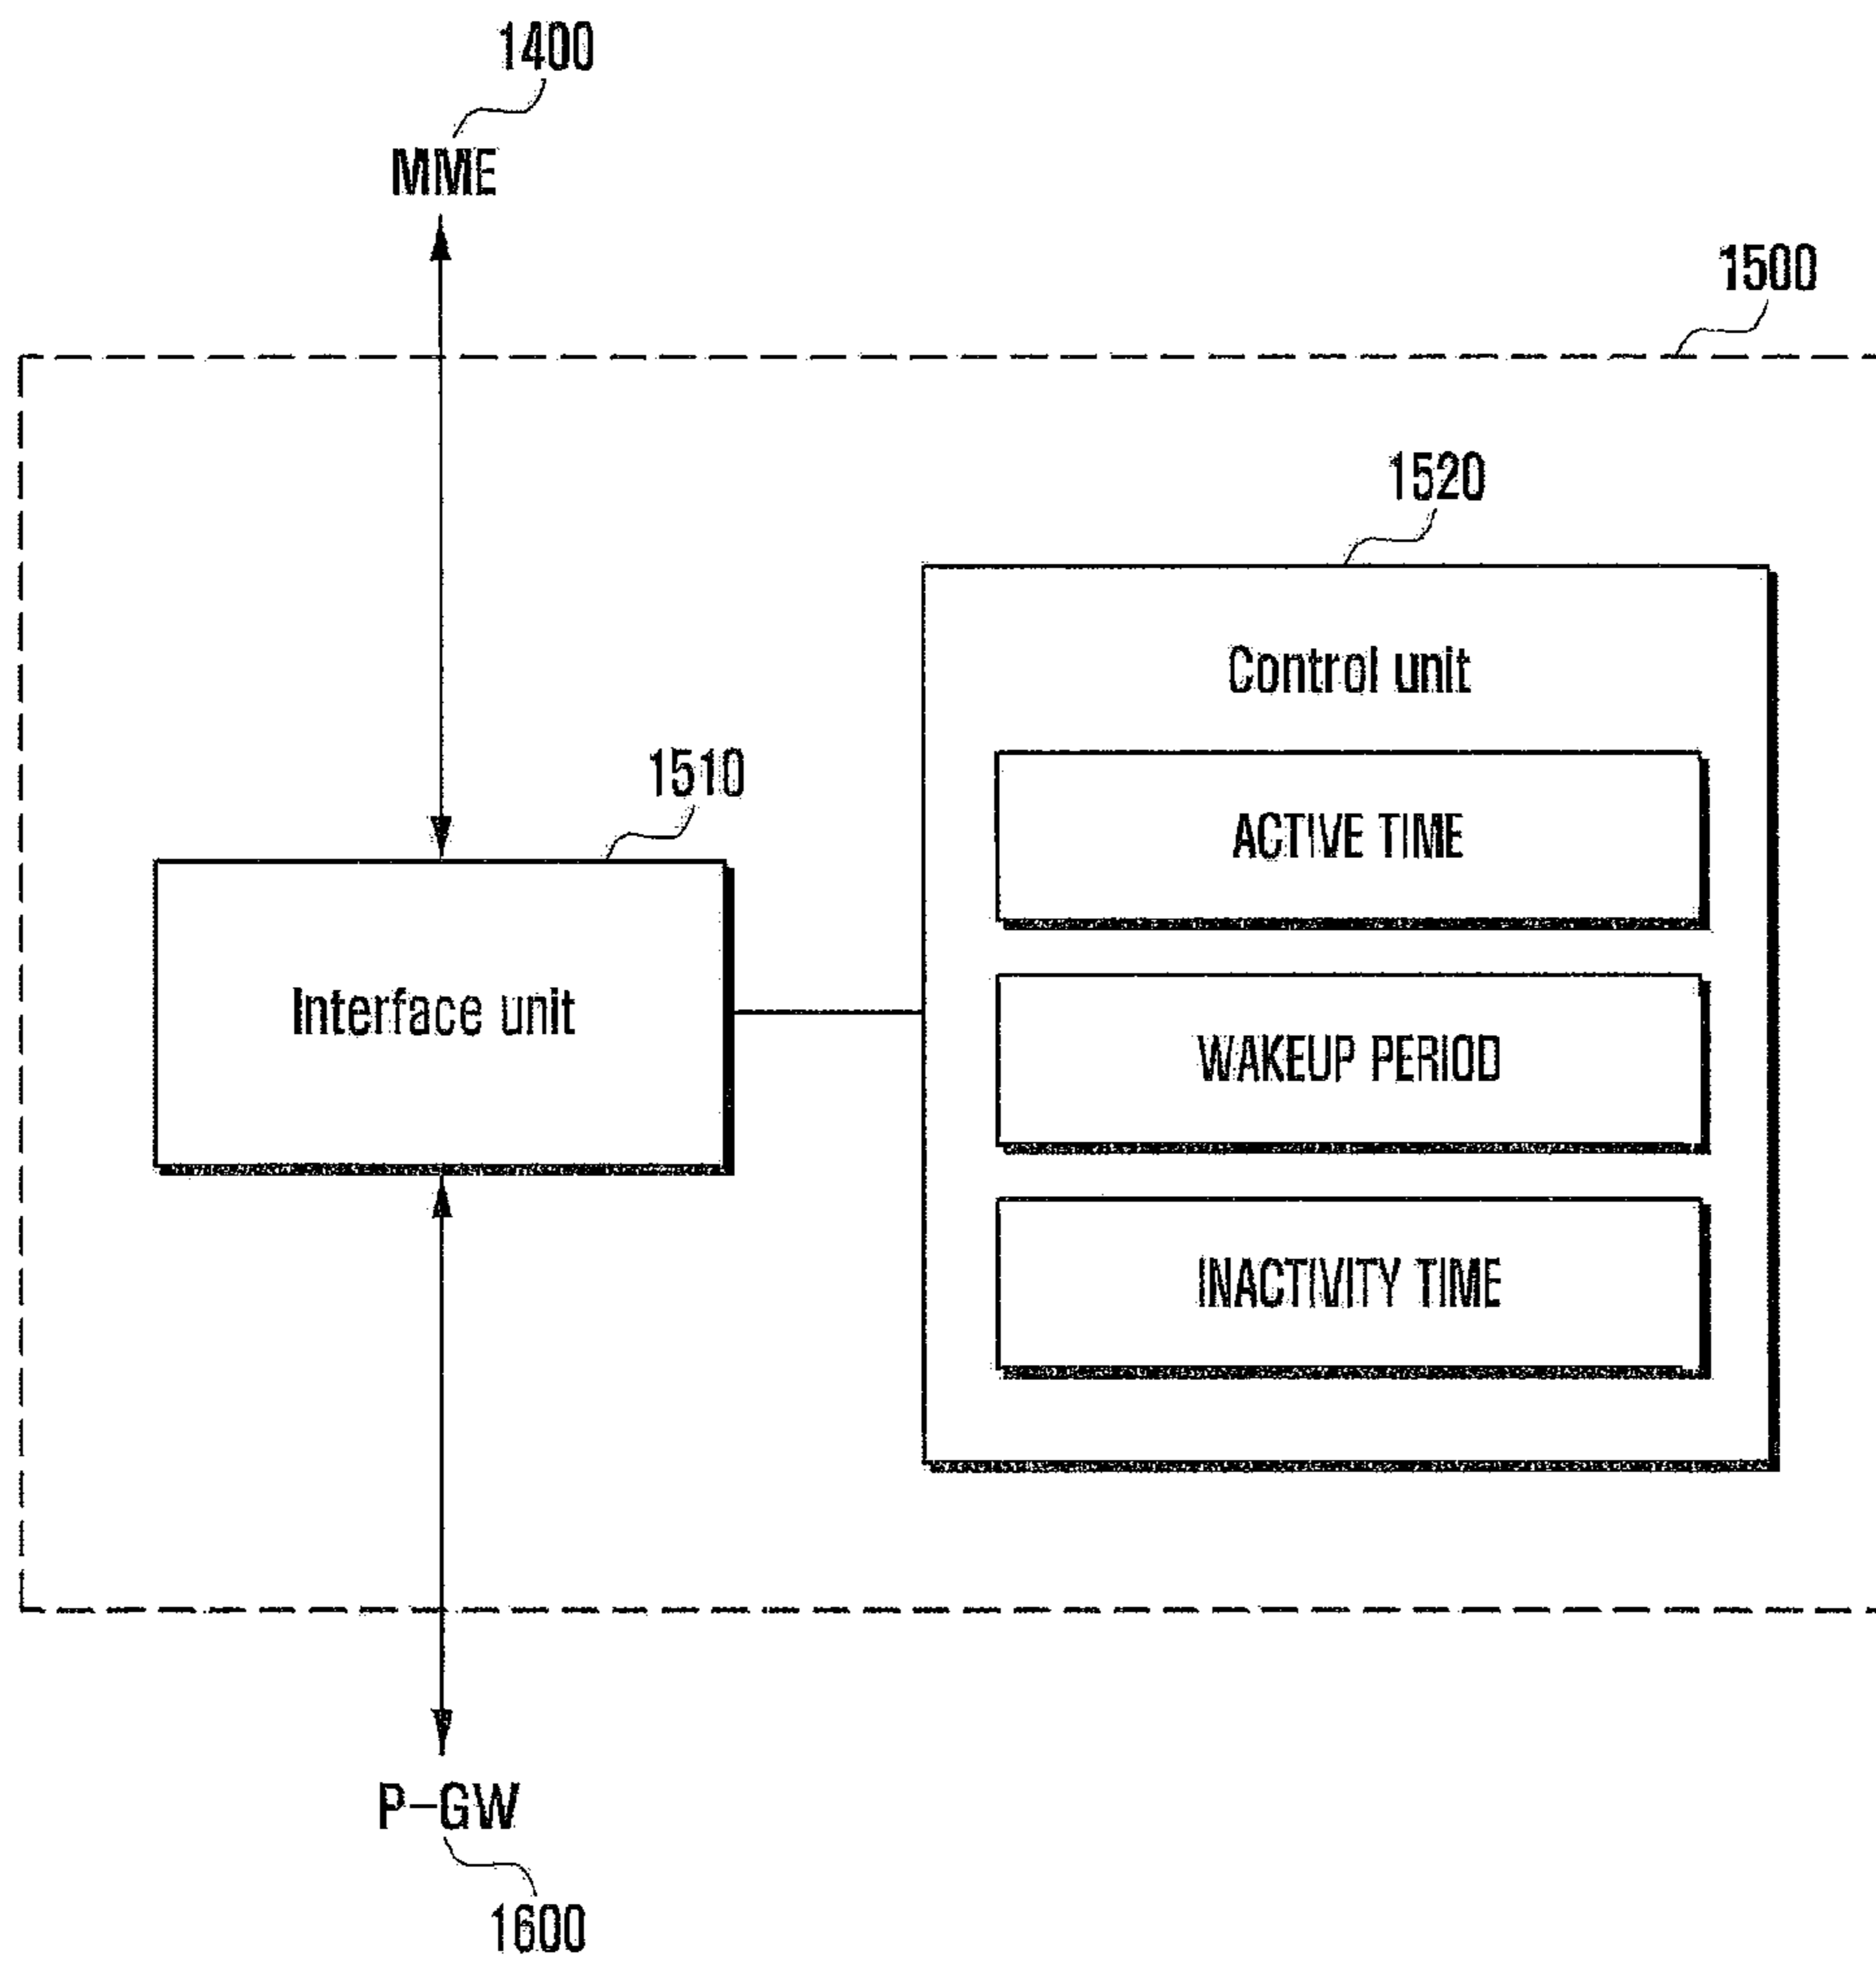 1400
MME
1500
1520
Control unit
1510
ACTIVE TIME
Interface unit
WAKEUP PERIOD
INACTIVITY TIME
P-GW
1600